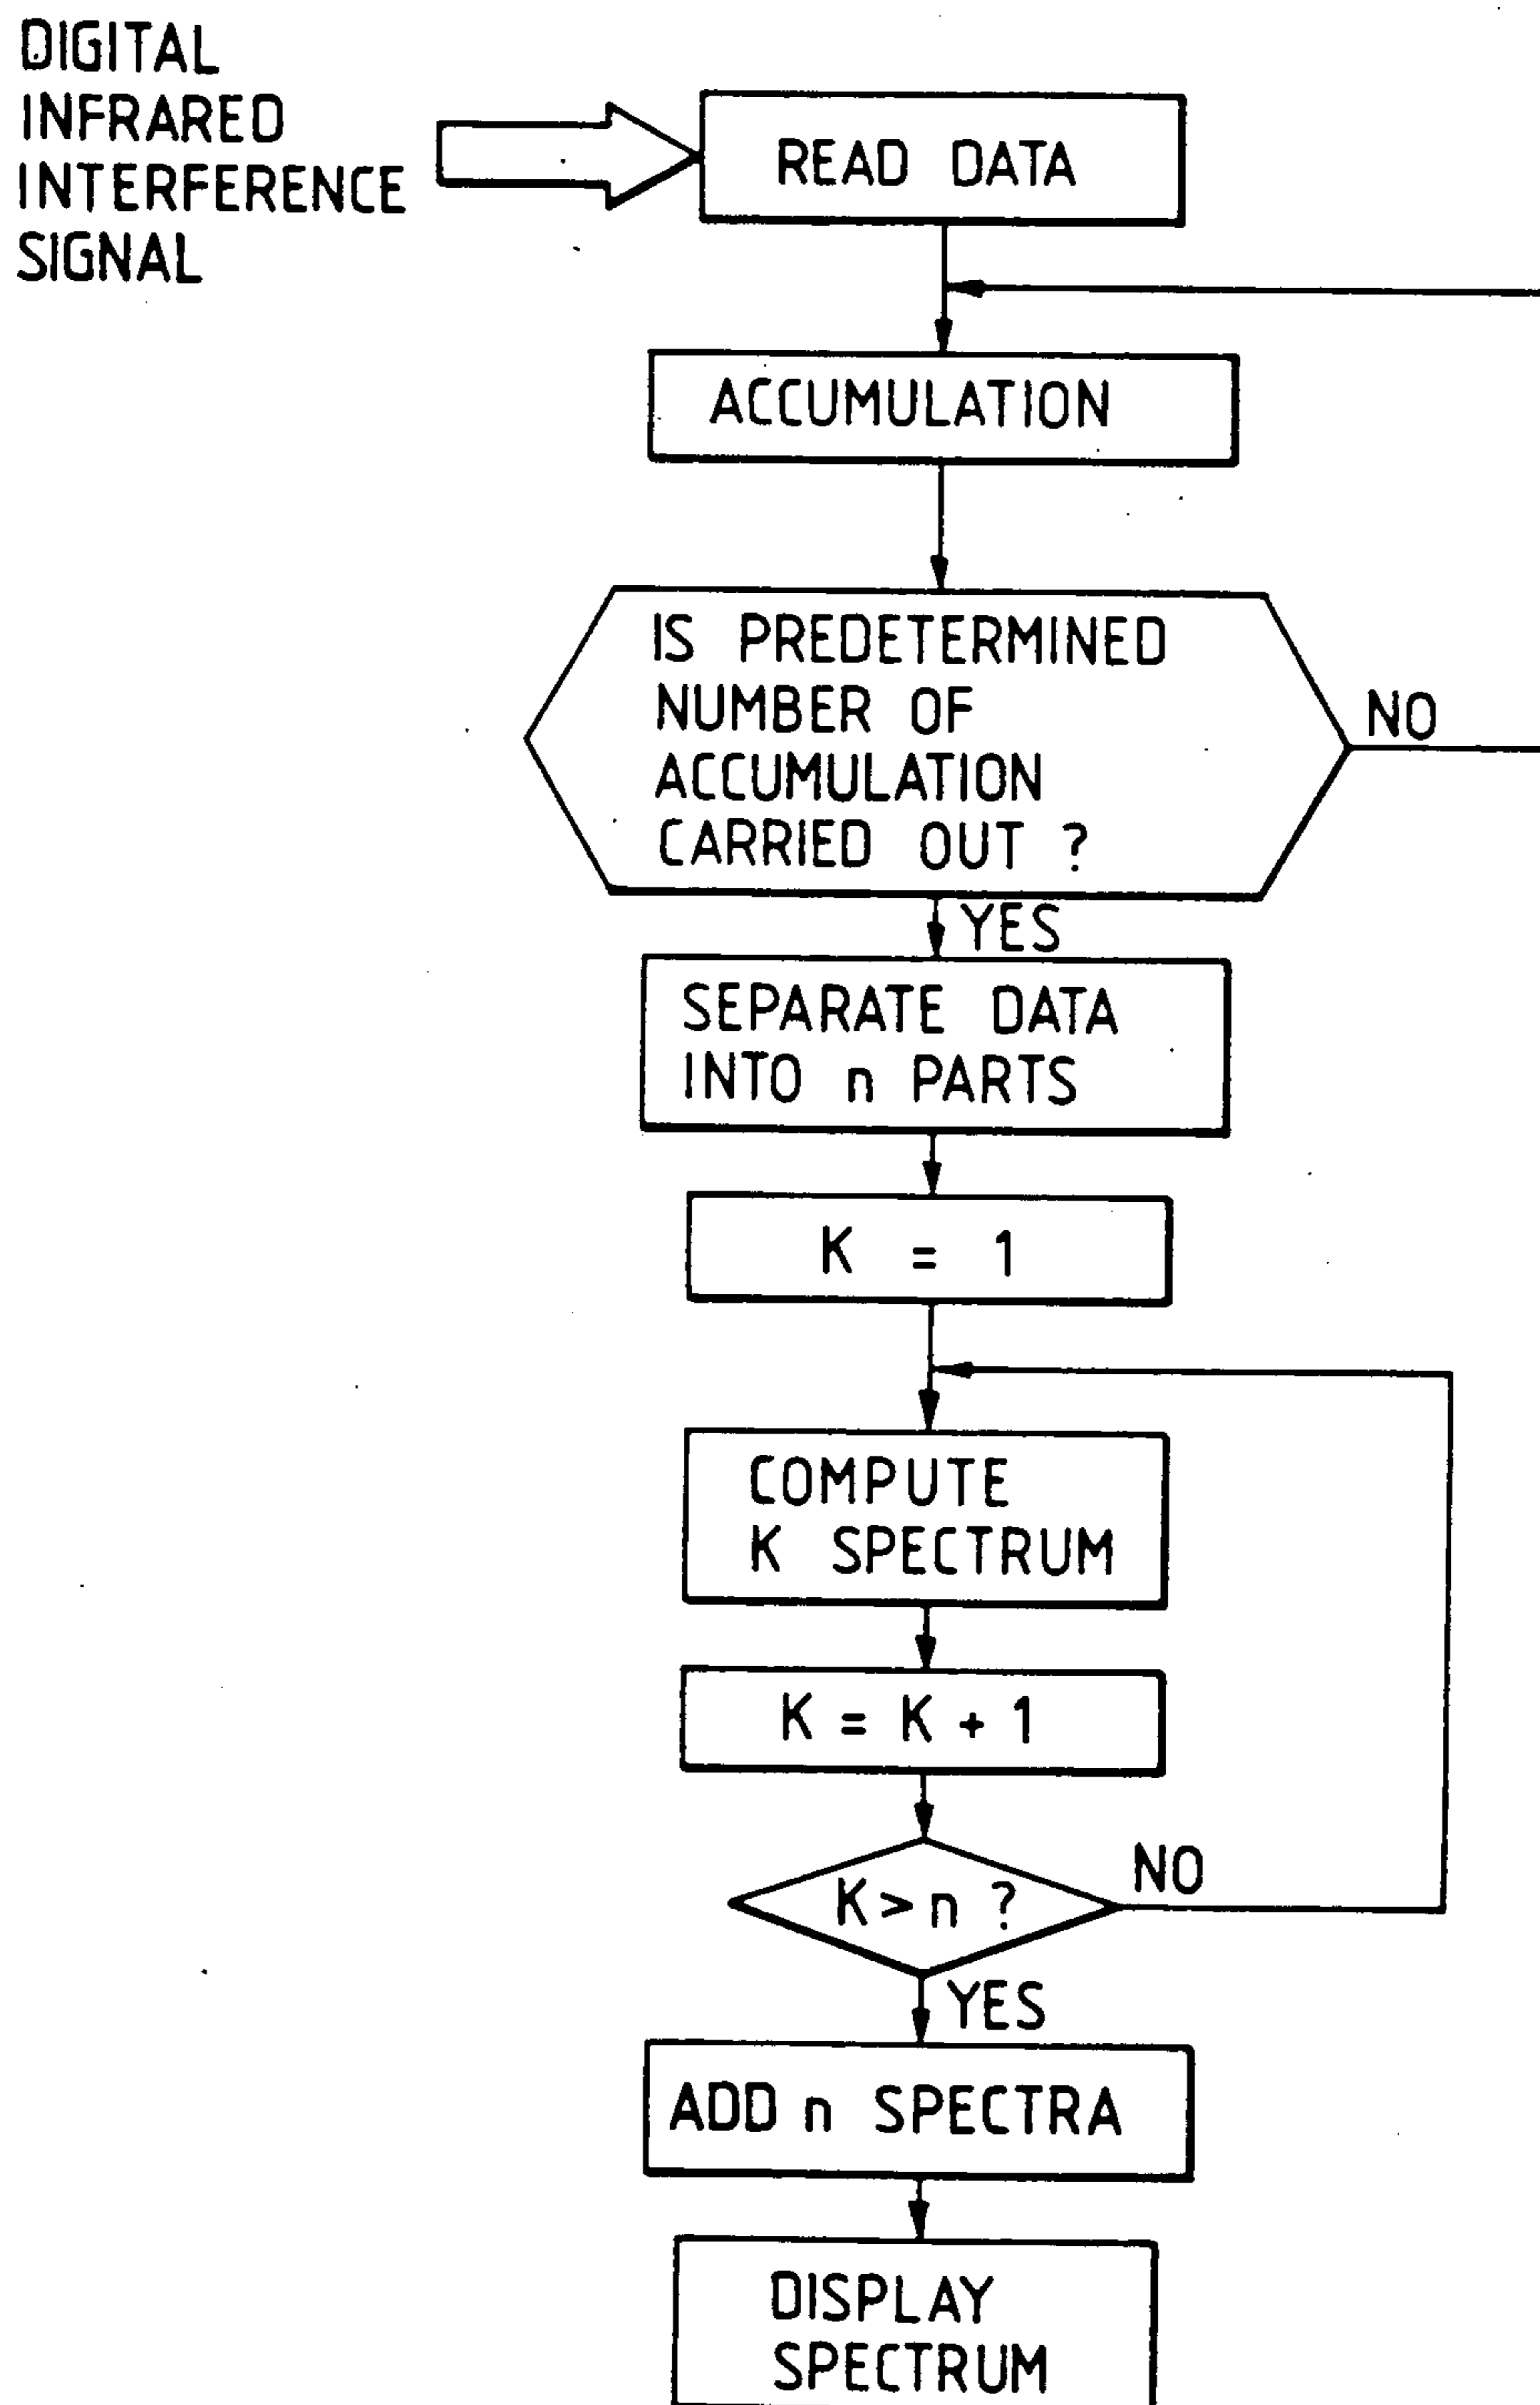 DIGITAL
INFRARED
INTERFERENCE
SIGNAL
READ DATA
ACCUMULATION
IS PREDETERMINED
NUMBER OF
ACCUMULATION
CARRIED OUT ?
NO
YES
SEPARATE DATA
INTO n PARTS
K = 1
COMPUTE
K SPECTRUM
K = K + 1
K > n ?
NO
YES
ADD n SPECTRA
DISPLAY
SPECTRUM